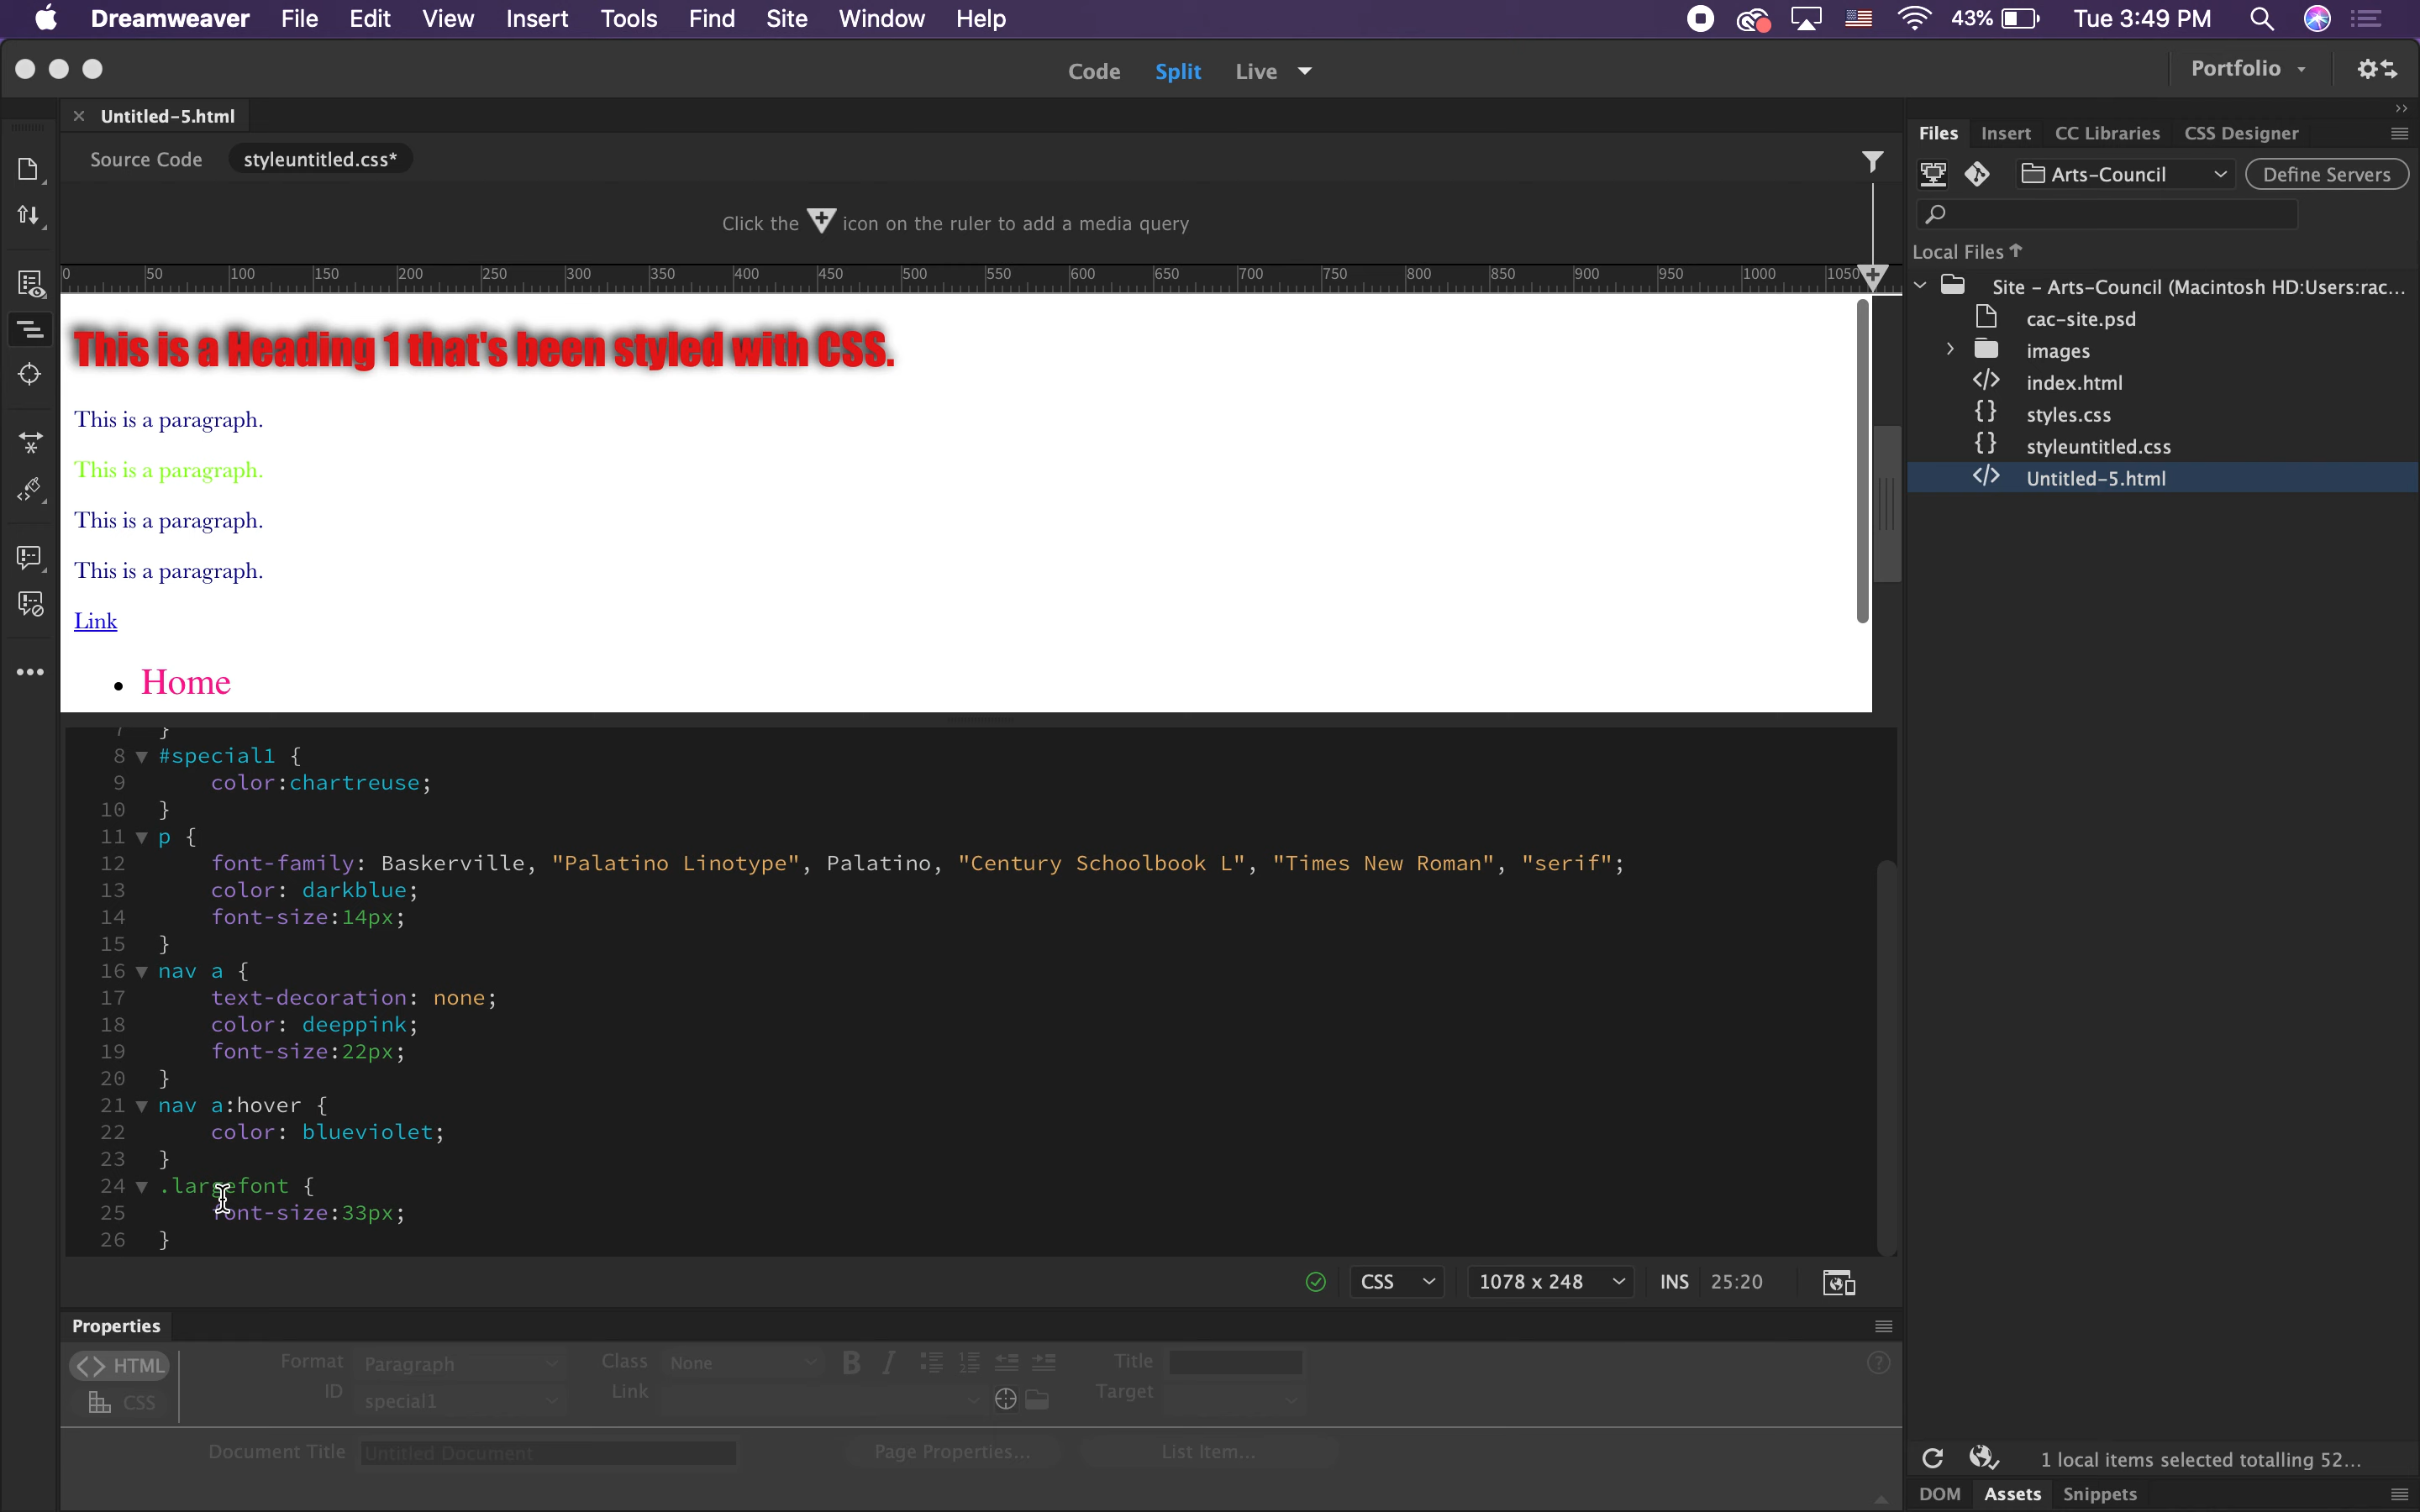 Dreamweaver File Edit View Insert Tools Find Site Window Help 43% Tue 3:49 PM
Code Split Live Portfolio
Untitled-5.html
Source Code styleuntitled.css*
Click the icon on the ruler to add a media query
0 50 100 150 200 250 300 350 400 450 500 550 600 650 700 750 800 850 900 950 1000 1050
This is a Heading 1 that's been styled with CSS.
This is a paragraph.
This is a paragraph.
This is a paragraph.
This is a paragraph.
Link
• Home
7 }
8 #special1 {
9 color:chartreuse;
10 }
11 p {
12 font-family: Baskerville, "Palatino Linotype", Palatino, "Century Schoolbook L", "Times New Roman", "serif";
13 color: darkblue;
14 font-size:14px;
15 }
16 nav a {
17 text-decoration: none;
18 color: deeppink;
19 font-size:22px;
20 }
21 nav a:hover {
22 color: blueviolet;
23 }
24 .largefont {
25 font-size:33px;
26 }
CSS 1078 x 248 INS 25:20
Properties
<> HTML Format Paragraph Class None B I Title
CSS ID special1 Link Target
Document Title Untitled Document Page Properties... List Item...
Files Insert CC Libraries CSS Designer
Arts-Council Define Servers
Local Files
Site - Arts-Council (Macintosh HD:Users:rac...
cac-site.psd
images
</> index.html
{} styles.css
{} styleuntitled.css
</> Untitled-5.html
1 local items selected totalling 52...
DOM Assets Snippets